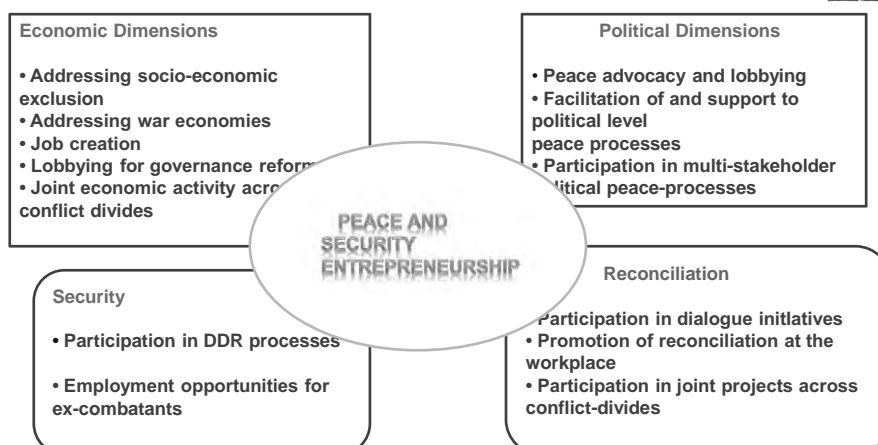 Economic Dimensions
• Addressing socio-economic
exclusion
• Addressing war economies
• Job creation
• Lobbying for governance reform
• Joint economic activity acro
conflict divides
Political Dimensions
• Peace advocacy and lobbying
• Facilitation of and support to
political level
peace processes
• Participation in multi-stakeholder
litical peace-processes
PEACE AND
SECURITY
ENTREPRENEURSHIP
Security
• Participation in DDR processes
• Employment opportunities for
ex-combatants
Reconciliation
Participation in dialogue initlatives
• Promotion of reconciliation at the
workplace
• Participation in joint projects across
conflict-divides